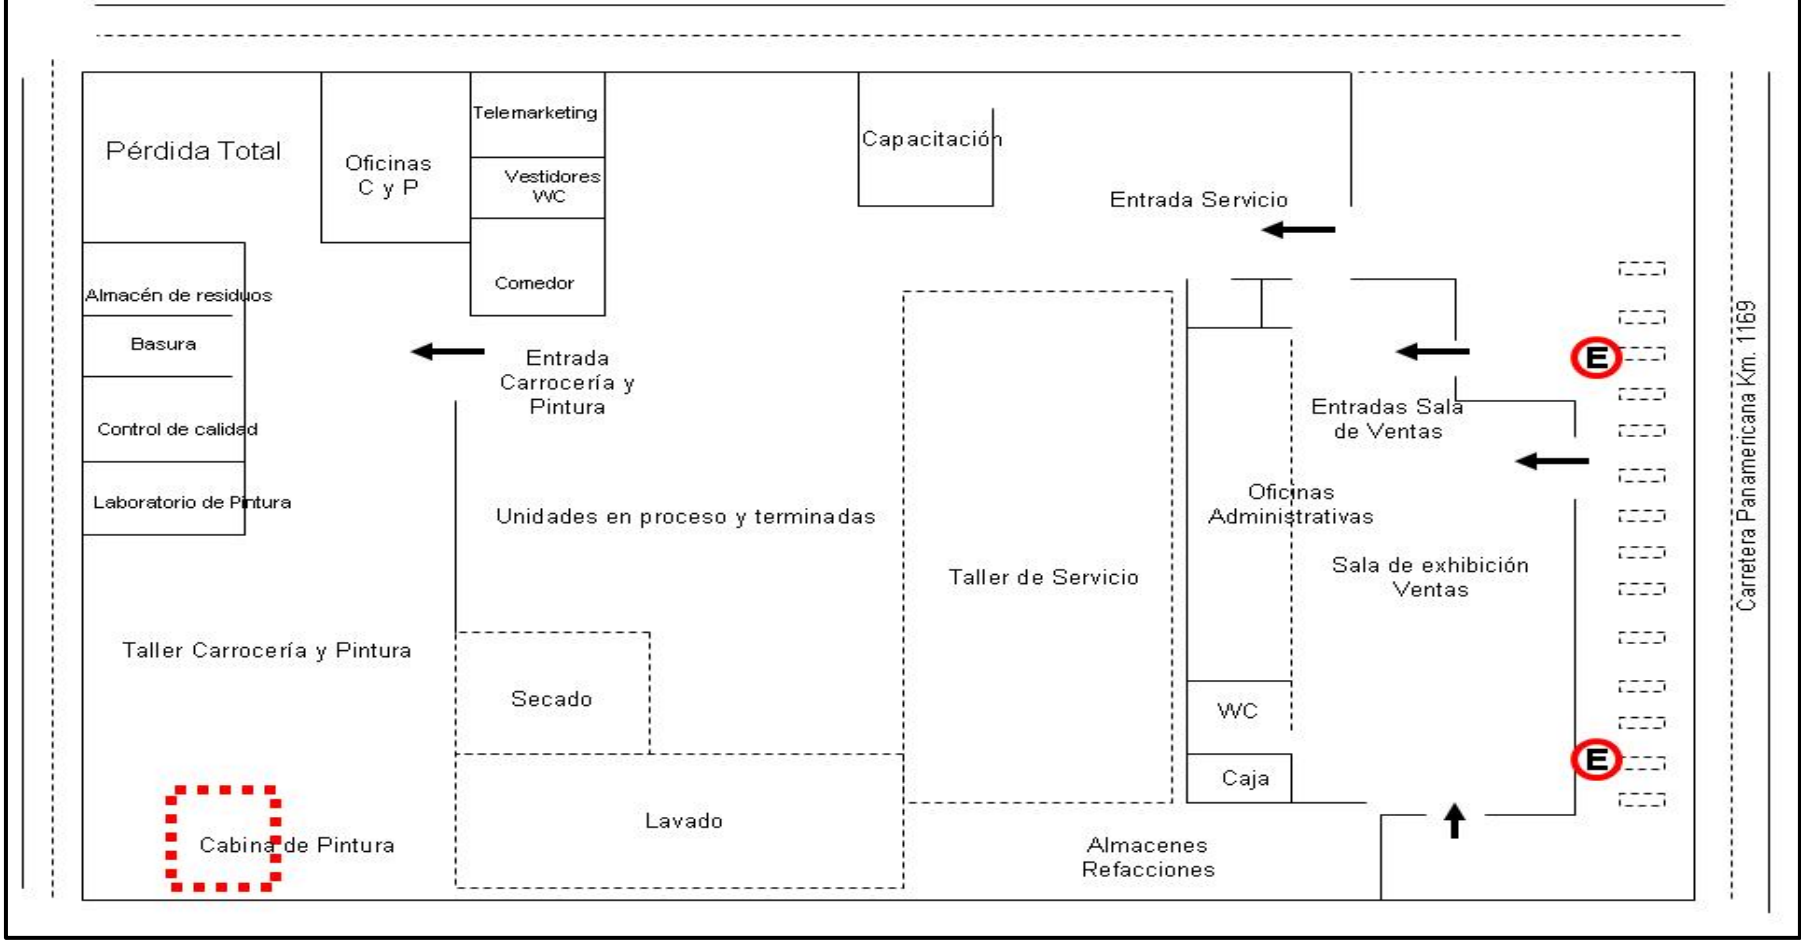 Telemarketing
Capacitación
Pérdida Total
Oficinas
C y P
Vestidores
WC
Entrada Servicio
Comedor
Almacén de residuos
Basura
Entrada
Carrocería y
Pintura
E
Carretera Panamericana Km. 1169
Entradas Sala
de Ventas
Control de calidad
Laboratorio de Pintura
Unidades en proceso y terminadas
Oficinas
Administrativas
Taller de Servicio
Sala de exhibición
Ventas
Taller Carrocería y Pintura
Secado
WC
E
Caja
Lavado
Cabina de Pintura
Almacenes
Refacciones